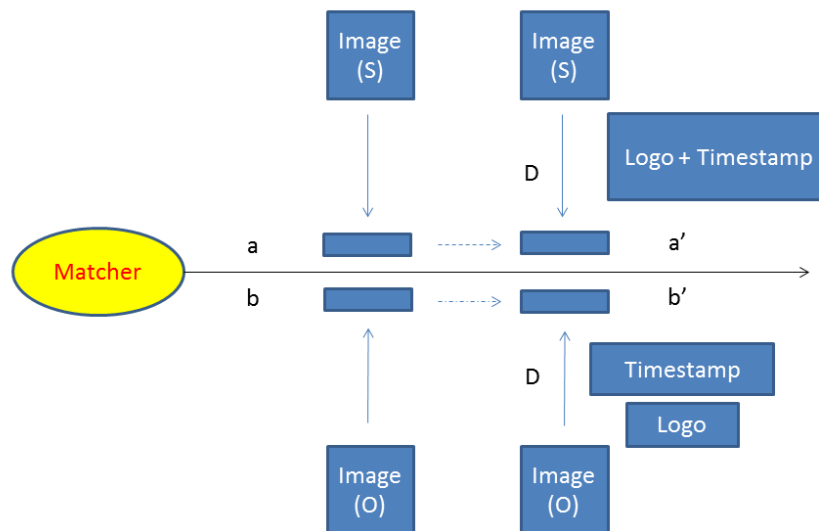 Image
(S)
Image
(S)
Logo + Timestamp
D
a
a’
Matcher
b
b’
D
Timestamp
Logo
Image
(O)
Image
(O)